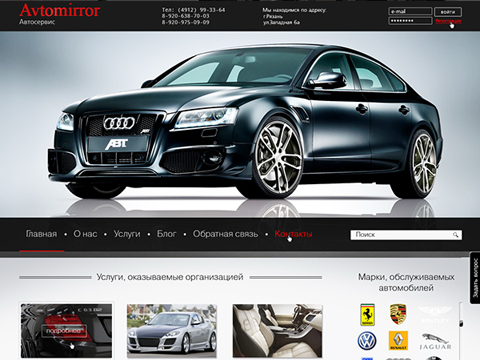 Avtomirror
Автосервис
Тел: (4912) 99-33-64
8-920-638-70-03
8-920-975-09-09
Мы находимся по адресу:
г.Рязань
ул.Западная 6а
e-mail
войти
********
Регистрация
ABT
Главная • О нас • Услуги • Блог • Обратная связь • Контакты
Поиск
Задать вопрос
Услуги, оказываемые организацией
Марки, обслуживаемых
автомобилей
подробнее
RENAULT
JAGUAR